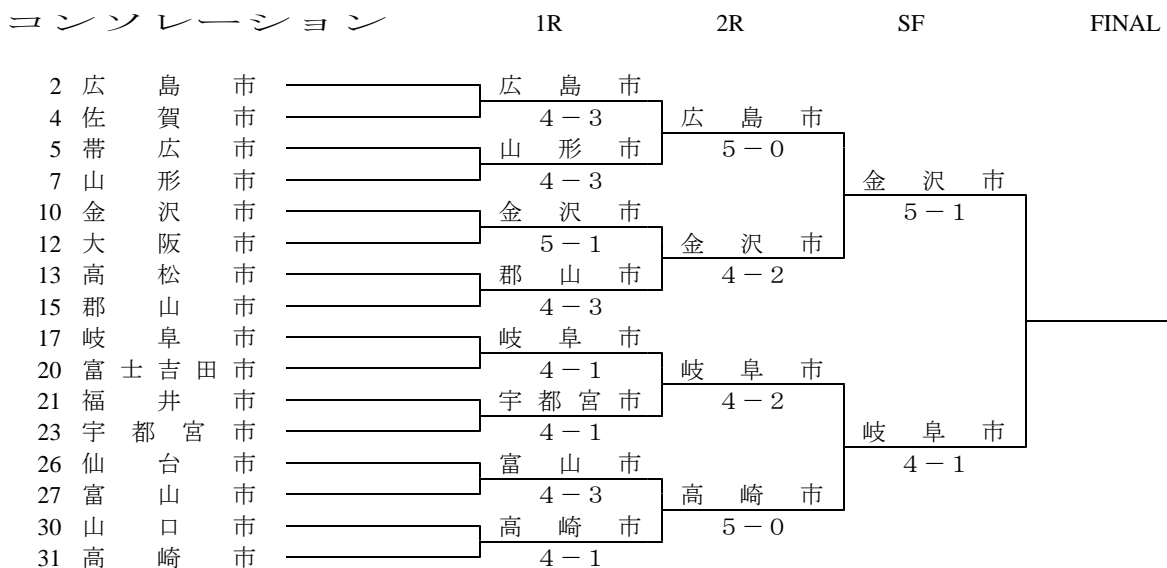 コンソレーション 1R 2R SF FINAL
2 広島市 広島市
4 佐賀市 4－3 広島市
5 帯広市 山形市 5－0
7 山形市 4－3 金沢市
10 金沢市 金沢市 5－1
12 大阪市 5－1 金沢市
13 高松市 郡山市 4－2
15 郡山市 4－3
17 岐阜市 岐阜市
20 富士吉田市 4－1 岐阜市
21 福井市 宇都宮市 4－2
23 宇都宮市 4－1 岐阜市
26 仙台市 富山市 4－1
27 富山市 4－3 高崎市
30 山口市 高崎市 5－0
31 高崎市 4－1